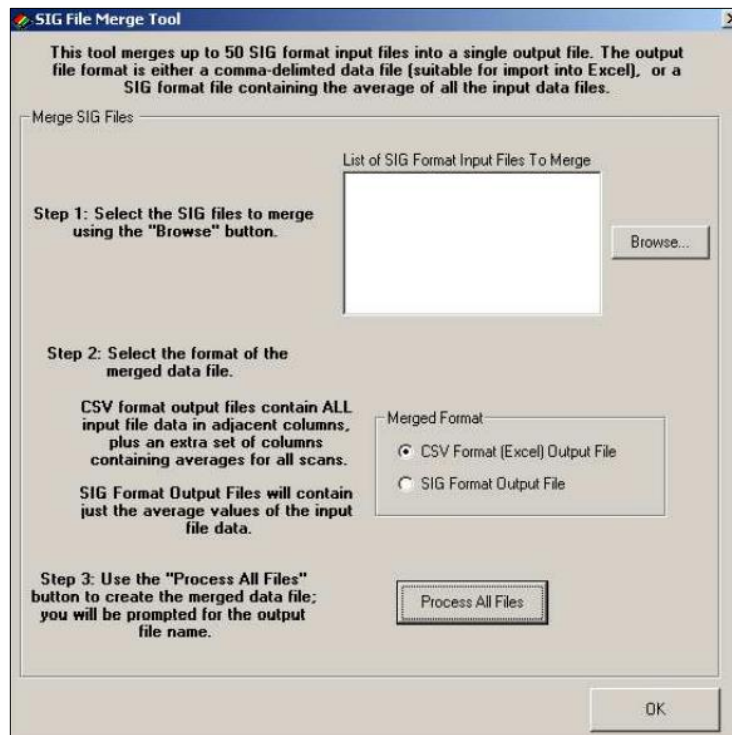 SIG File Merge Tool
This tool merges up to 50 SIG format input files into a single output file. The output
file format is either a comma-delimted data file (suitable for import into Excel), or a
SIG format file containing the average of all the input data files.
Merge SIG Files
List of SIG Format Input Files To Merge
Step 1: Select the SIG files to merge
using the "Browse" button.
Browse...
Step 2: Select the format of the
merged data file.
CSV format output files contain ALL
input file data in adjacent columns,
plus an extra set of columns
containing averages for all scans.
SIG Format Output Files will contain
just the average values of the input
file data.
Merged Format
CSV Format (Excel) Output File
SIG Format Output File
Step 3: Use the "Process All Files"
button to create the merged data file;
you will be prompted for the output
file name.
Process All Files
OK